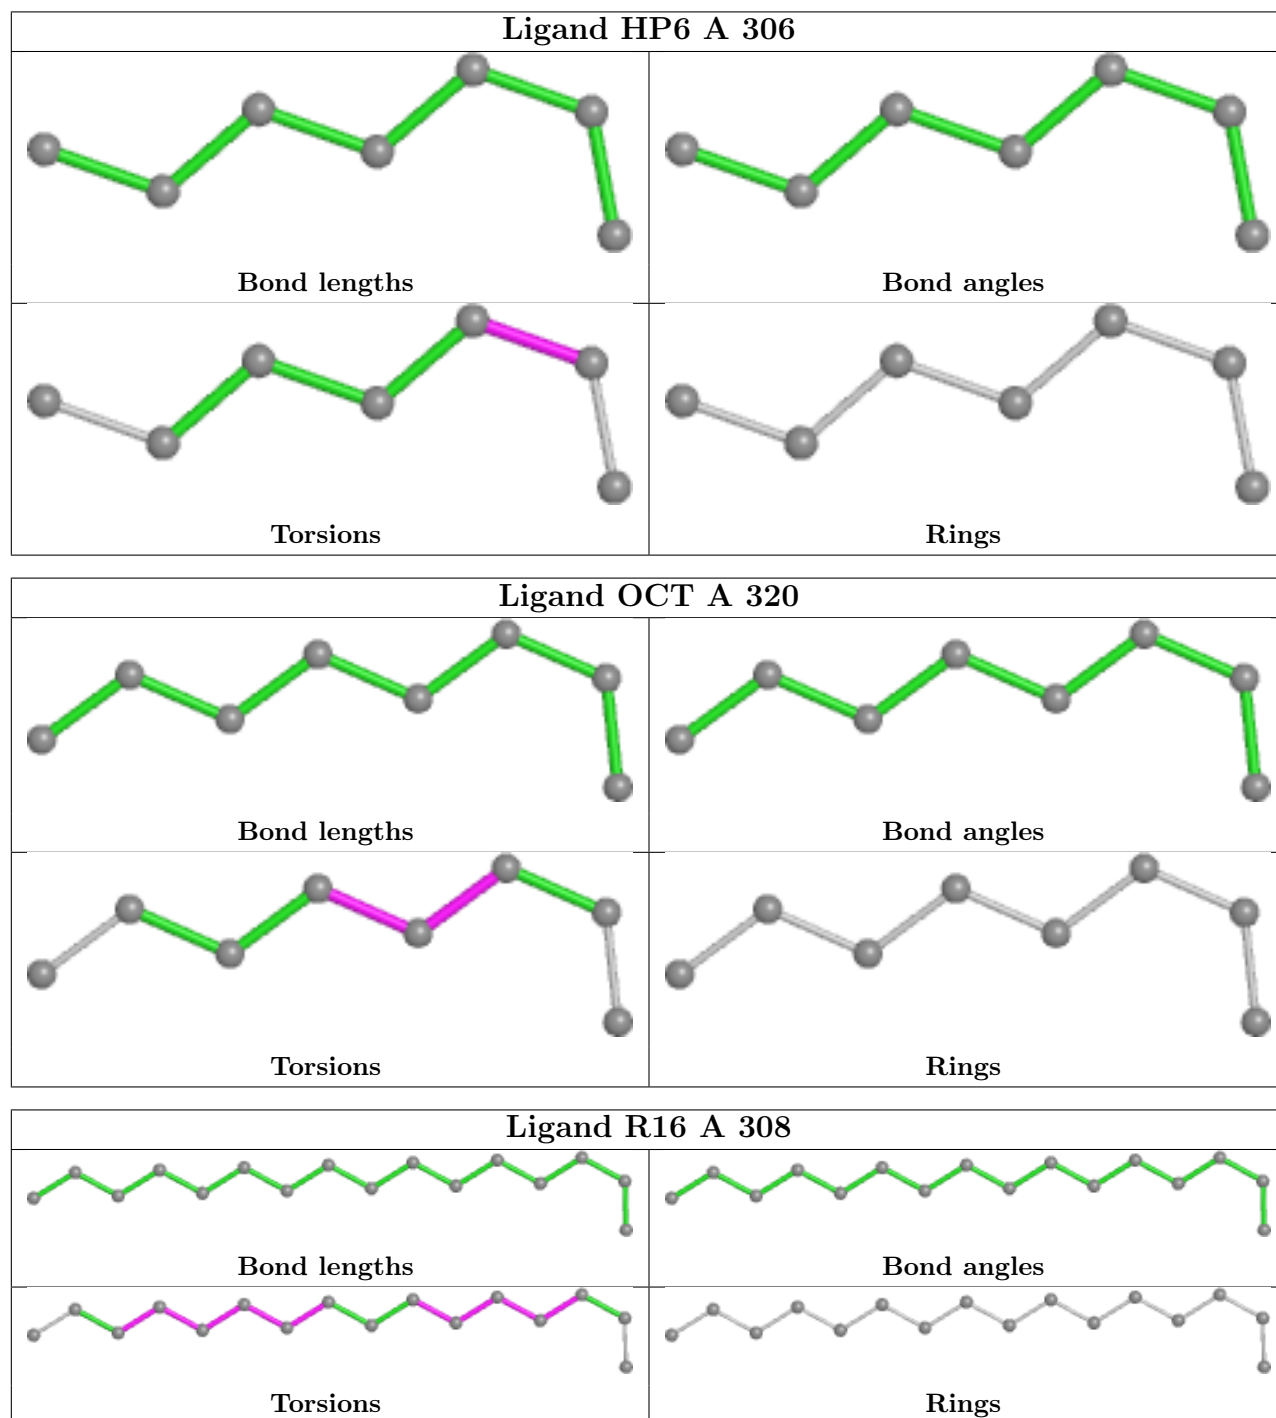 Ligand HP6 A 306
Bond lengths
Bond angles
Torsions
Rings
Ligand OCT A 320
Bond lengths
Bond angles
Torsions
Rings
Ligand R16 A 308
Bond lengths
Bond angles
Torsions
Rings